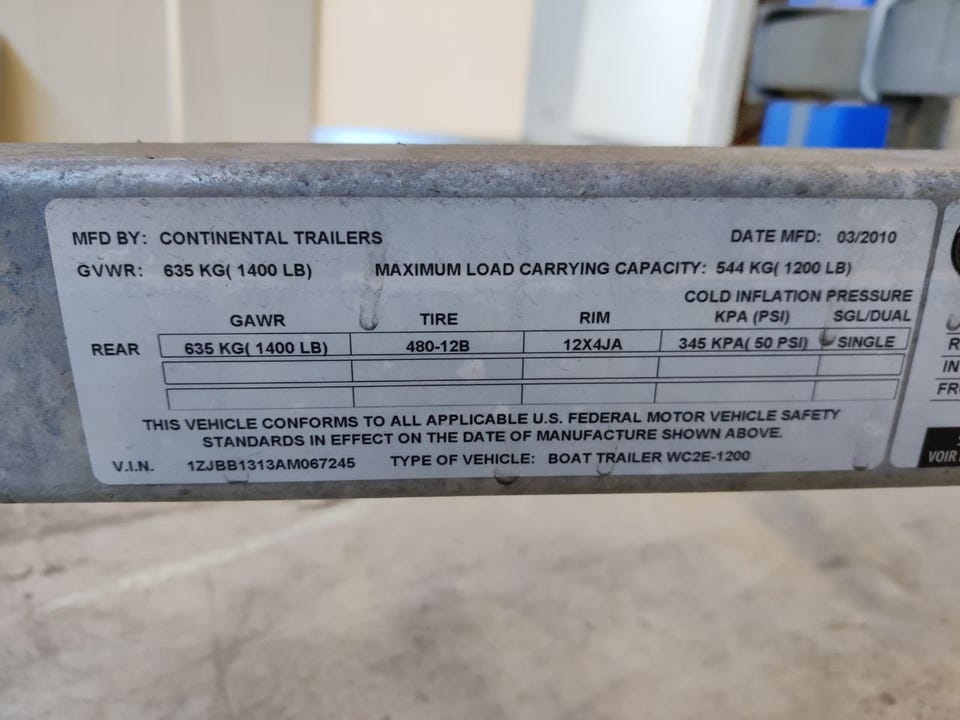 MFD BY: CONTINENTAL TRAILERS DATE MFD: 03/2010
GVWR: 635 KG( 1400 LB) MAXIMUM LOAD CARRYING CAPACITY: 544 KG( 1200 LB)
COLD INFLATION PRESSURE
GAWR TIRE RIM KPA (PSI) SGL/DUAL
REAR 635 KG( 1400 LB) 480-12B 12X4JA 345 KPA( 50 PSI) SINGLE
THIS VEHICLE CONFORMS TO ALL APPLICABLE U.S. FEDERAL MOTOR VEHICLE SAFETY
STANDARDS IN EFFECT ON THE DATE OF MANUFACTURE SHOWN ABOVE.
V.I.N. 1ZJBB1313AM067245 TYPE OF VEHICLE: BOAT TRAILER WC2E-1200
VOIR